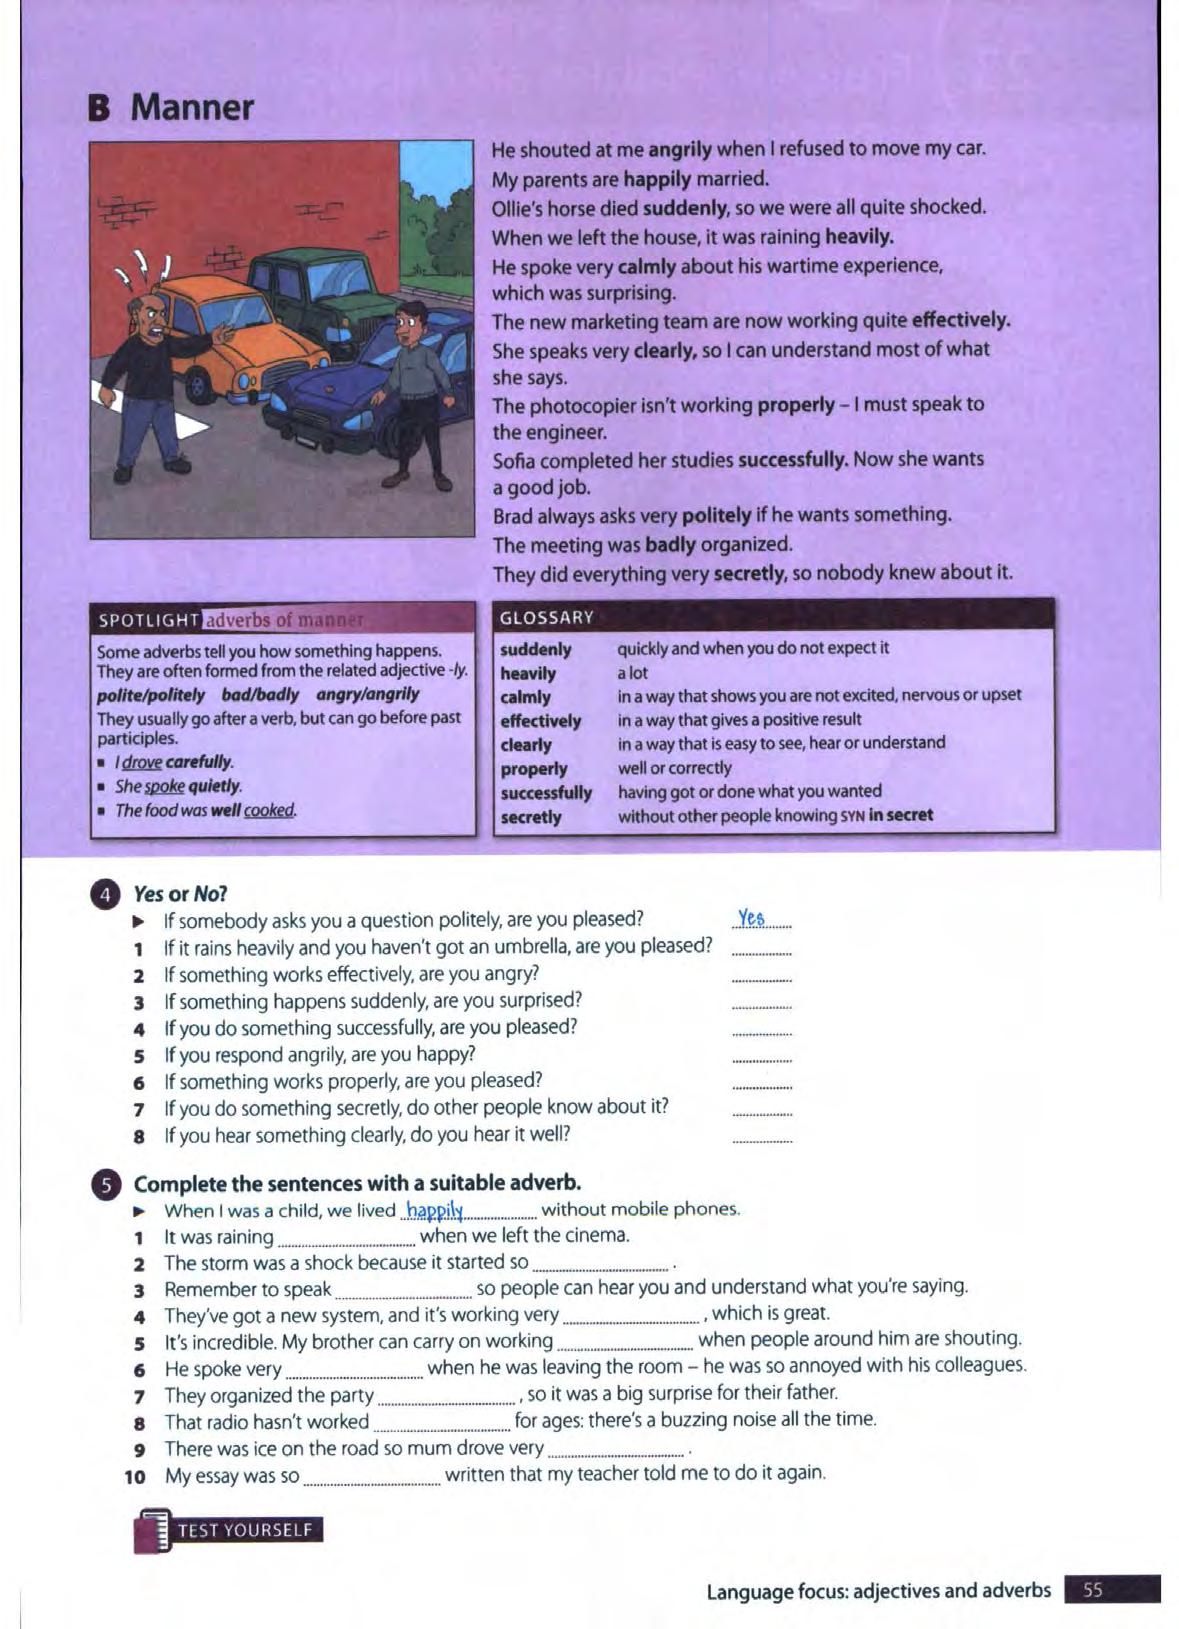 B Manner
He shouted at me angrily when I refused to move my car.
My parents are happily married.
Ollie's horse died suddenly, so we were all quite shocked.
When we left the house, it was raining heavily.
He spoke very calmly about his wartime experience,
which was surprising.
The new marketing team are now working quite effectively.
She speaks very clearly, so I can understand most of what
she says.
The photocopier isn't working properly – I must speak to
the engineer.
Sofia completed her studies successfully. Now she wants
a good job.
Brad always asks very politely if he wants something.
The meeting was badly organized.
They did everything very secretly, so nobody knew about it.
SPOTLIGHT adverbs of manner
Some adverbs tell you how something happens.
They are often formed from the related adjective -ly.
polite/politely bad/badly angry/angrily
They usually go after a verb, but can go before past
participles.
▪ I drove carefully.
▪ She spoke quietly.
▪ The food was well cooked.
GLOSSARY
suddenly quickly and when you do not expect it
heavily a lot
calmly in a way that shows you are not excited, nervous or upset
effectively in a way that gives a positive result
clearly in a way that is easy to see, hear or understand
properly well or correctly
successfully having got or done what you wanted
secretly without other people knowing SYN in secret
4 Yes or No?
► If somebody asks you a question politely, are you pleased? Yes
1 If it rains heavily and you haven't got an umbrella, are you pleased?
2 If something works effectively, are you angry?
3 If something happens suddenly, are you surprised?
4 If you do something successfully, are you pleased?
5 If you respond angrily, are you happy?
6 If something works properly, are you pleased?
7 If you do something secretly, do other people know about it?
8 If you hear something clearly, do you hear it well?
5 Complete the sentences with a suitable adverb.
► When I was a child, we lived happily without mobile phones.
1 It was raining ........ when we left the cinema.
2 The storm was a shock because it started so ........ .
3 Remember to speak ........ so people can hear you and understand what you're saying.
4 They've got a new system, and it's working very ........ , which is great.
5 It's incredible. My brother can carry on working ........ when people around him are shouting.
6 He spoke very ........ when he was leaving the room – he was so annoyed with his colleagues.
7 They organized the party ........ , so it was a big surprise for their father.
8 That radio hasn't worked ........ for ages: there's a buzzing noise all the time.
9 There was ice on the road so mum drove very ........ .
10 My essay was so ........ written that my teacher told me to do it again.
TEST YOURSELF
Language focus: adjectives and adverbs 55